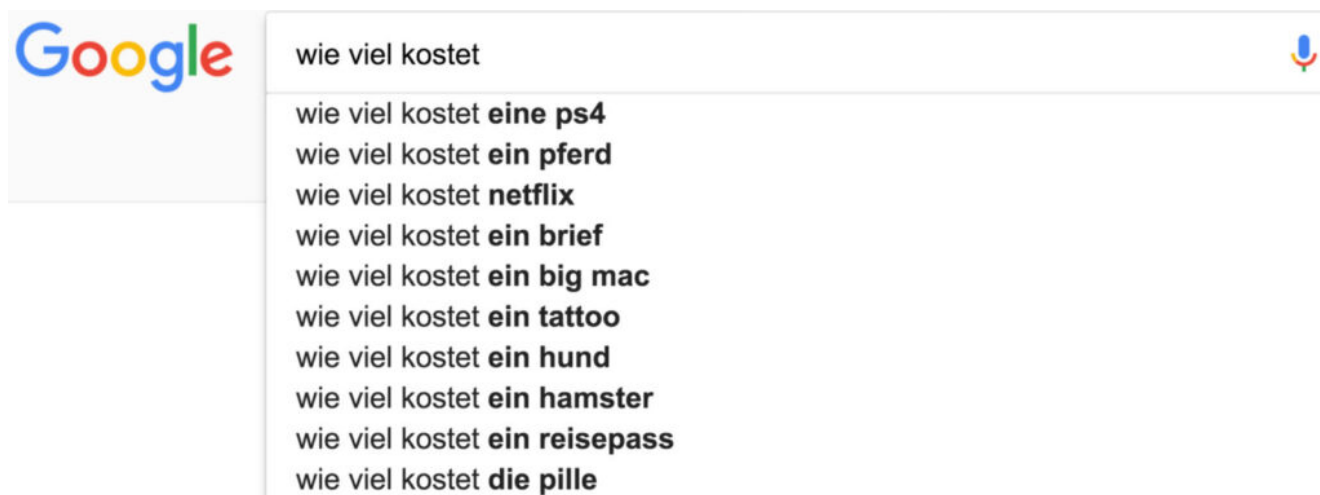 Google
wie viel kostet
wie viel kostet eine ps4
wie viel kostet ein pferd
wie viel kostet netflix
wie viel kostet ein brief
wie viel kostet ein big mac
wie viel kostet ein tattoo
wie viel kostet ein hund
wie viel kostet ein hamster
wie viel kostet ein reisepass
wie viel kostet die pille